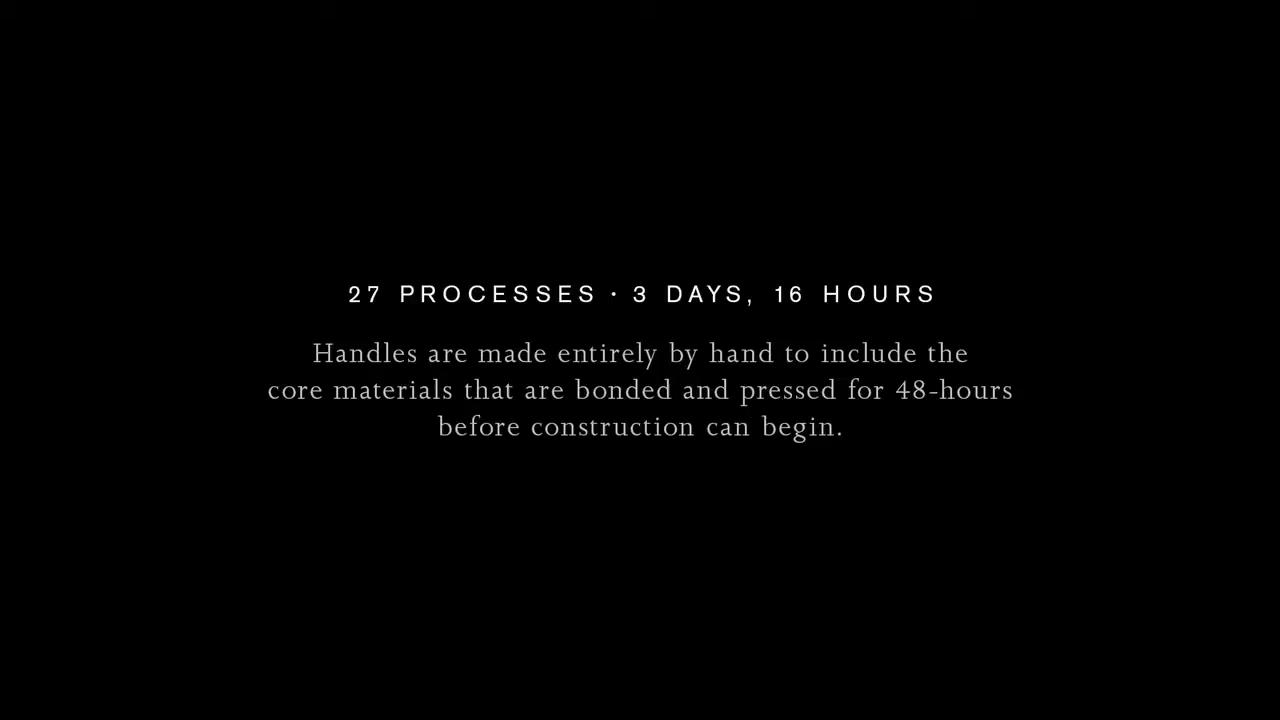 27 PROCESSES · 3 DAYS, 16 HOURS
Handles are made entirely by hand to include the
core materials that are bonded and pressed for 48-hours
before construction can begin.